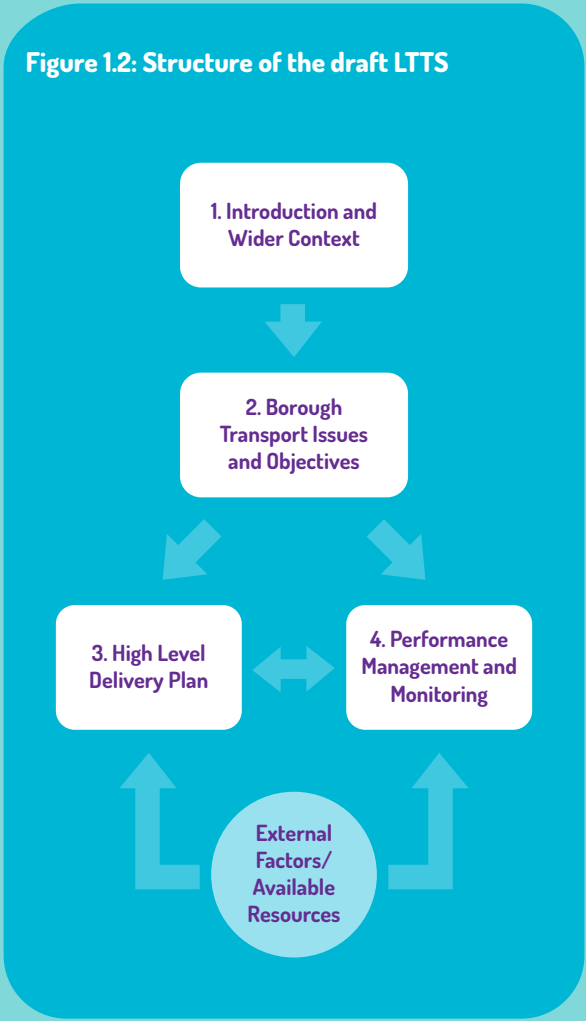 Figure 1.2: Structure of the draft LTTS
1. Introduction and
Wider Context
2. Borough
Transport Issues
and Objectives
3. High Level
Delivery Plan
4. Performance
Management and
Monitoring
External
Factors/
Available
Resources